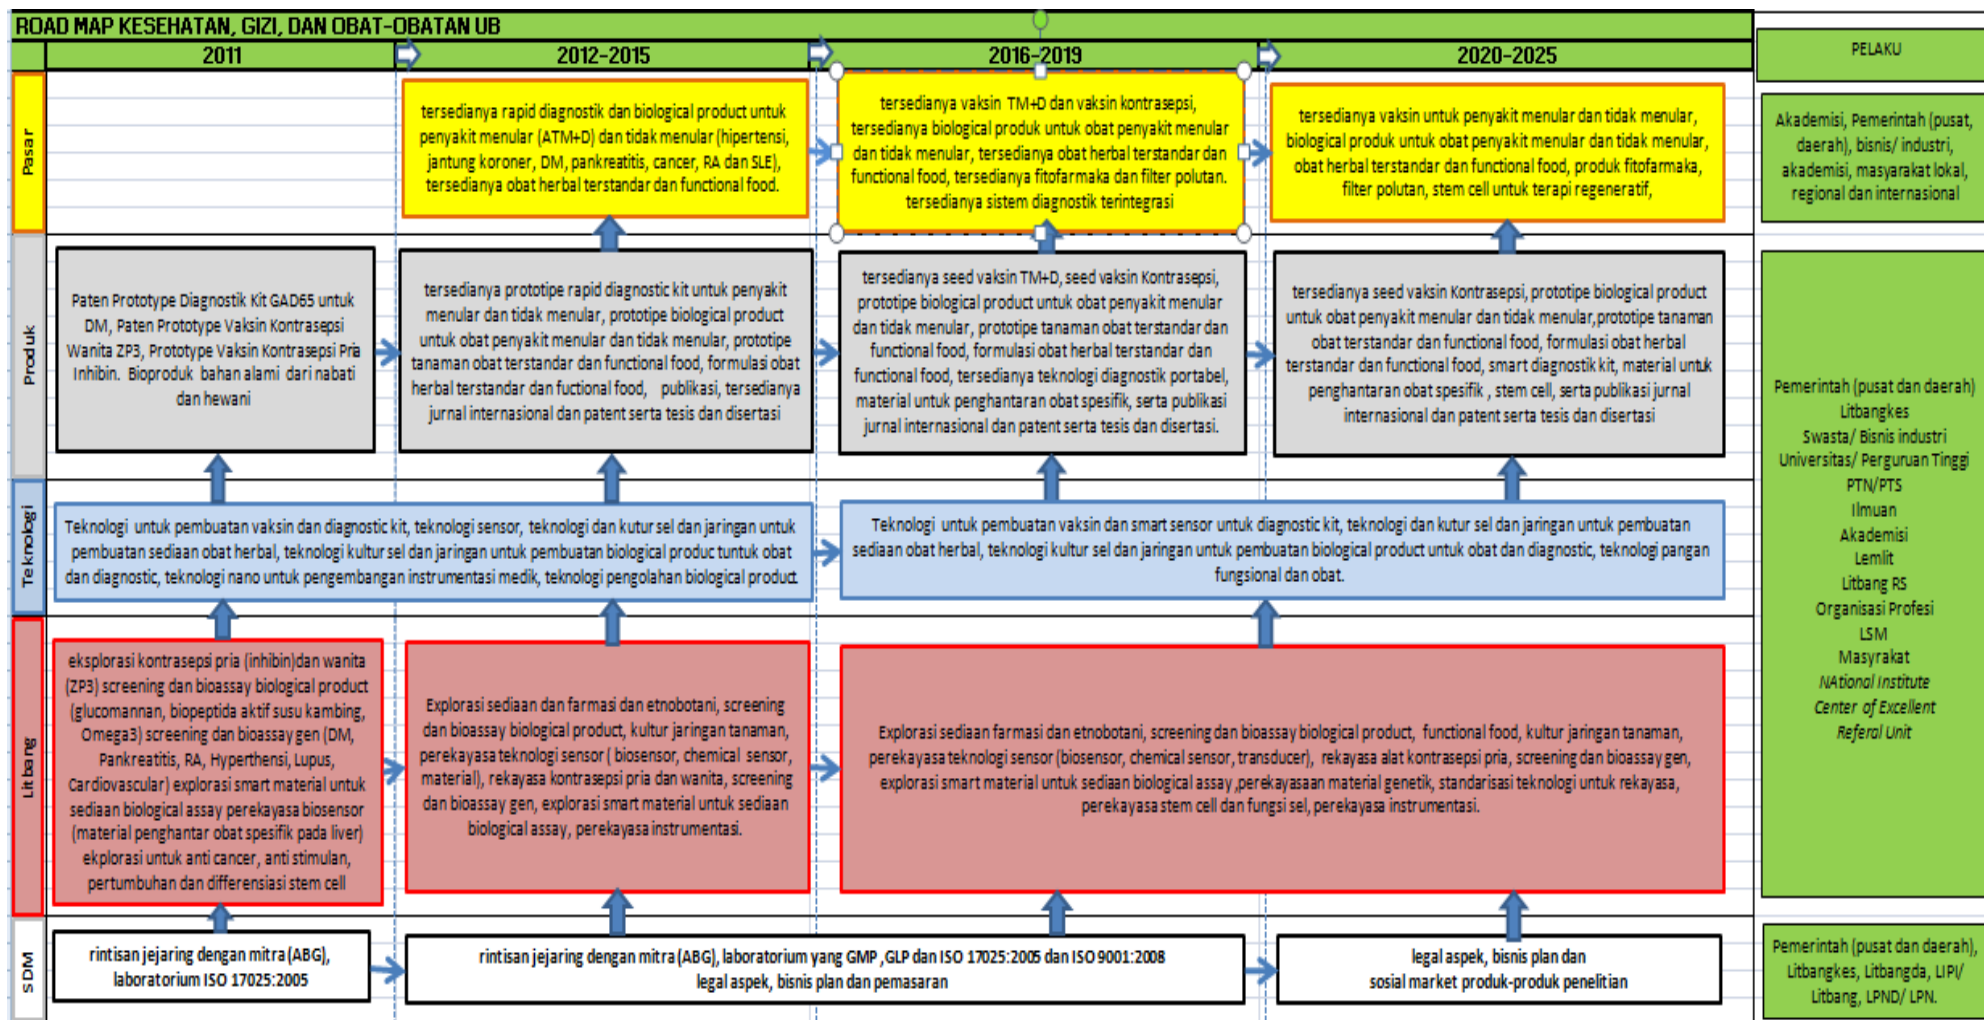 ROAD MAP KESEHATAN, GIZI, DAN OBAT-OBATAN UB
2011
2012-2015
2016-2019
2020-2025
PELAKU
Pasar
tersedianya rapid diagnostik dan biological product untuk
penyakit menular (ATM+D) dan tidak menular (hipertensi,
jantung koroner, DM, pankreatitis, cancer, RA dan SLE),
tersedianya obat herbal terstandar dan functional food.
tersedianya vaksin TM+D dan vaksin kontrasepsi,
tersedianya biological produk untuk obat penyakit menular
dan tidak menular, tersedianya obat herbal terstandar dan
functional food, tersedianya fitofarmaka dan filter polutan.
tersedianya sistem diagnostik terintegrasi
tersedianya vaksin untuk penyakit menular dan tidak menular,
biological produk untuk obat penyakit menular dan tidak menular,
obat herbal terstandar dan functional food, produk fitofarmaka,
filter polutan, stem cell untuk terapi regeneratif,
Akademisi, Pemerintah (pusat,
daerah), bisnis/ industri,
akademisi, masyarakat lokal,
regional dan internasional
Produk
Paten Prototype Diagnostik Kit GAD65 untuk
DM, Paten Prototype Vaksin Kontrasepsi
Wanita ZP3, Prototype Vaksin Kontrasepsi Pria
Inhibin. Bioproduk bahan alami dari nabati
dan hewani
tersedianya prototipe rapid diagnostic kit untuk penyakit
menular dan tidak menular, prototipe biological product
untuk obat penyakit menular dan tidak menular, prototipe
tanaman obat terstandar dan functional food, formulasi obat
herbal terstandar dan fuctional food, publikasi, tersedianya
jurnal internasional dan patent serta tesis dan disertasi
tersedianya seed vaksin TM+D, seed vaksin Kontrasepsi,
prototipe biological product untuk obat penyakit menular
dan tidak menular, prototipe tanaman obat terstandar dan
functional food, formulasi obat herbal terstandar dan
functional food, tersedianya teknologi diagnostik portabel,
material untuk penghantaran obat spesifik, serta publikasi
jurnal internasional dan patent serta tesis dan disertasi.
tersedianya seed vaksin Kontrasepsi, prototipe biological product
untuk obat penyakit menular dan tidak menular,prototipe tanaman
obat terstandar dan functional food, formulasi obat herbal
terstandar dan functional food, smart diagnostic kit, material untuk
penghantaran obat spesifik , stem cell, serta publikasi jurnal
internasional dan patent serta tesis dan disertasi
Pemerintah (pusat dan daerah)
Litbangkes
Swasta/ Bisnis industri
Universitas/ Perguruan Tinggi
PTN/PTS
Ilmuan
Akademisi
Lemlit
Litbang RS
Organisasi Profesi
LSM
Masyrakat
NAtional Institute
Center of Excellent
Referal Unit
Teknologi
Teknologi untuk pembuatan vaksin dan diagnostic kit, teknologi sensor, teknologi dan kutur sel dan jaringan untuk
pembuatan sediaan obat herbal, teknologi kultur sel dan jaringan untuk pembuatan biological produc tuntuk obat
dan diagnostic, teknologi nano untuk pengembangan instrumentasi medik, teknologi pengolahan biological product
Teknologi untuk pembuatan vaksin dan smart sensor untuk diagnostic kit, teknologi dan kutur sel dan jaringan untuk pembuatan
sediaan obat herbal, teknologi kultur sel dan jaringan untuk pembuatan biological product untuk obat dan diagnostic, teknologi pangan
fungsional dan obat.
Litbang
eksplorasi kontrasepsi pria (inhibin)dan wanita
(ZP3) screening dan bioassay biological product
(glucomannan, biopeptida aktif susu kambing,
Omega3) screening dan bioassay gen (DM,
Pankreatitis, RA, Hyperthensi, Lupus,
Cardiovascular) explorasi smart material untuk
sediaan biological assay perekayasa biosensor
(material penghantar obat spesifik pada liver)
ekplorasi untuk anti cancer, anti stimulan,
pertumbuhan dan differensiasi stem cell
Explorasi sediaan dan farmasi dan etnobotani, screening
dan bioassay biological product, kultur jaringan tanaman,
perekayasa teknologi sensor ( biosensor, chemical sensor,
material), rekayasa kontrasepsi pria dan wanita, screening
dan bioassay gen, explorasi smart material untuk sediaan
biological assay, perekayasa instrumentasi.
Explorasi sediaan farmasi dan etnobotani, screening dan bioassay biological product, functional food, kultur jaringan tanaman,
perekayasa teknologi sensor (biosensor, chemical sensor, transducer), rekayasa alat kontrasepsi pria, screening dan bioassay gen,
explorasi smart material untuk sediaan biological assay ,perekayasaan material genetik, standarisasi teknologi untuk rekayasa,
perekayasa stem cell dan fungsi sel, perekayasa instrumentasi.
SDM
rintisan jejaring dengan mitra (ABG),
laboratorium ISO 17025:2005
rintisan jejaring dengan mitra (ABG), laboratorium yang GMP ,GLP dan ISO 17025:2005 dan ISO 9001:2008
legal aspek, bisnis plan dan pemasaran
legal aspek, bisnis plan dan
sosial market produk-produk penelitian
Pemerintah (pusat dan daerah),
Litbangkes, Litbangda, LIPI/
Litbang, LPND/ LPN.